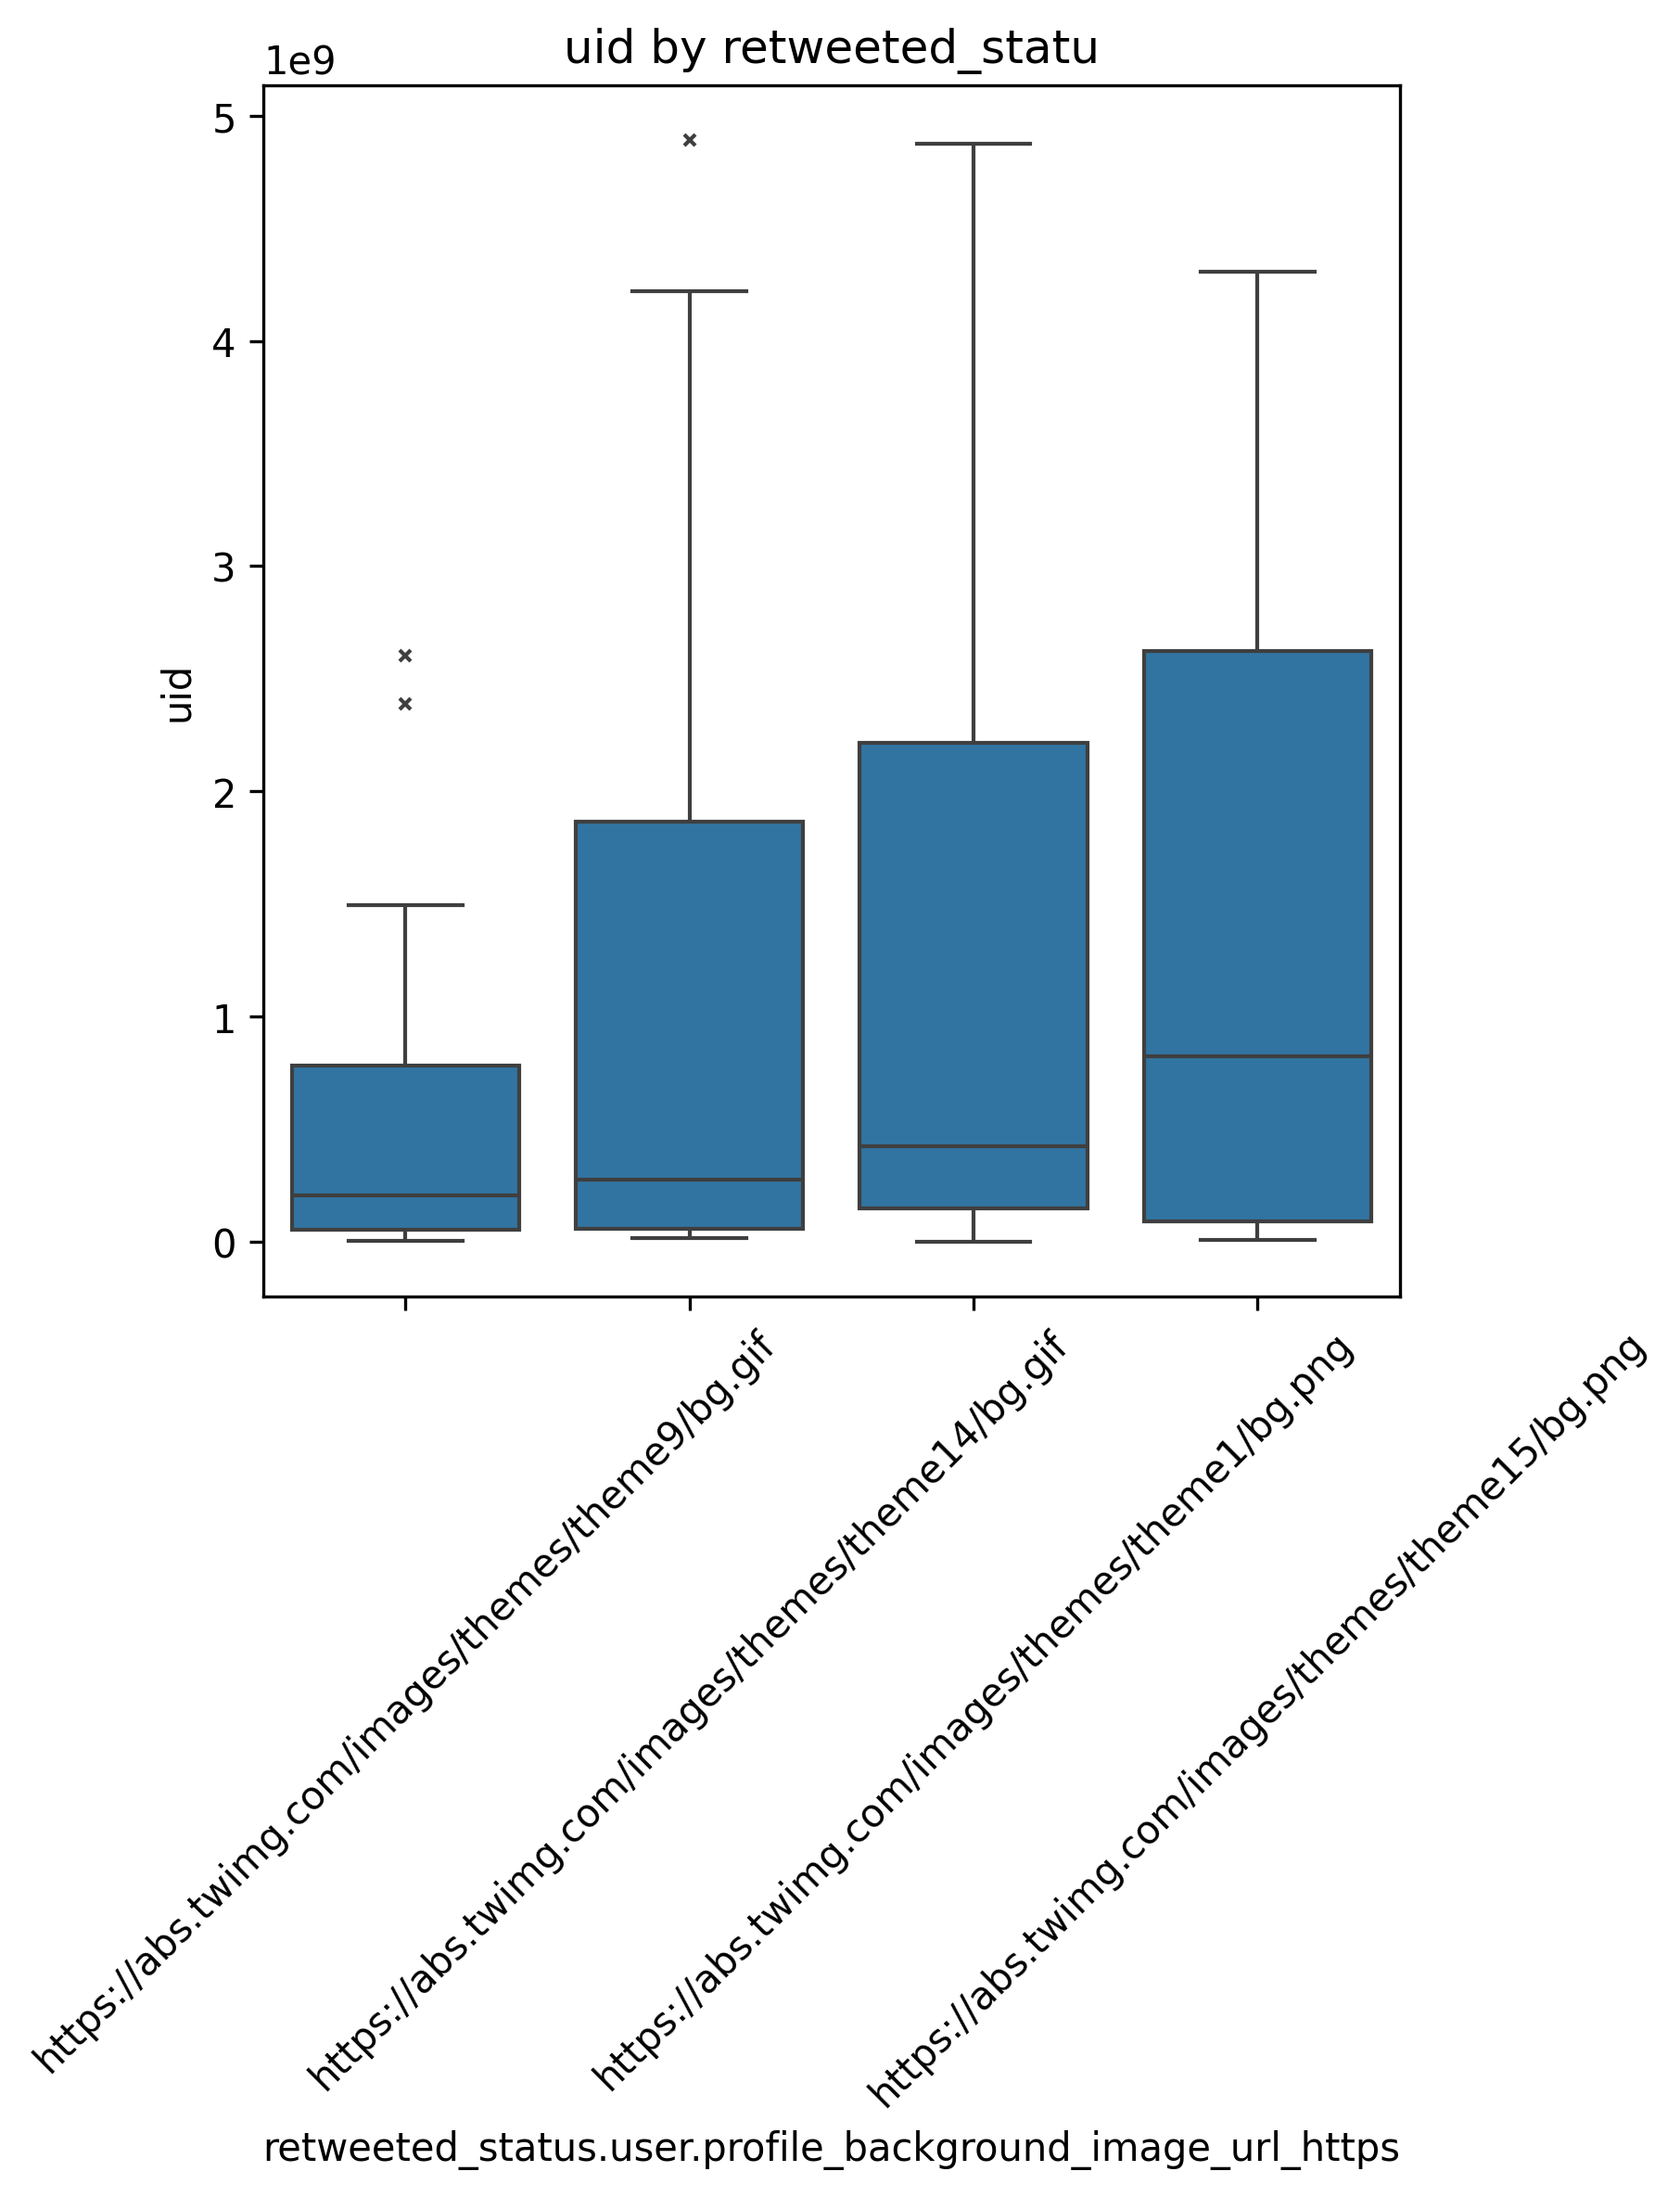 uid by retweeted_statu
1e9
5
4
3
2
1
0
uid
https://abs.twimg.com/images/themes/theme9/bg.gif
https://abs.twimg.com/images/themes/theme14/bg.gif
https://abs.twimg.com/images/themes/theme1/bg.png
https://abs.twimg.com/images/themes/theme15/bg.png
retweeted_status.user.profile_background_image_url_https